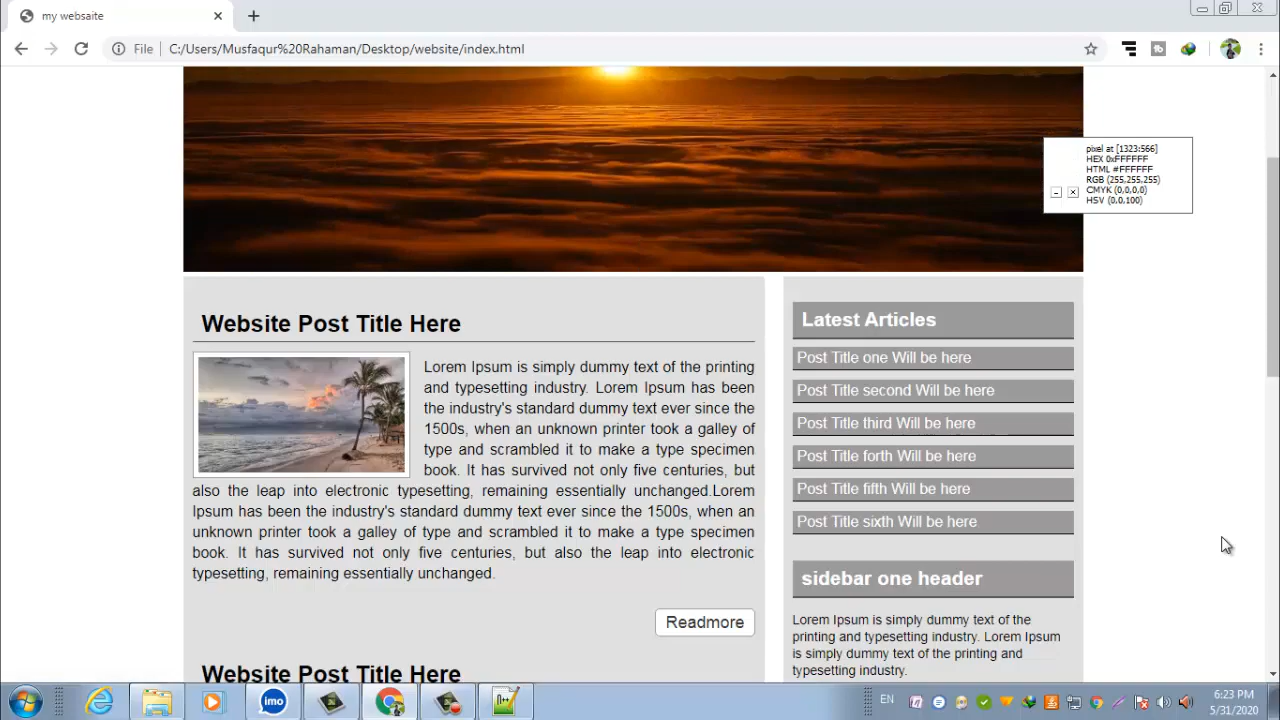 my websaite
File
C:/Users/Musfaqur%20Rahaman/Desktop/website/index.html
pixel at [1323:566]
HEX 0xFFFFFF
HTML #FFFFFF
RGB (255,255,255)
CMYK (0,0,0,0)
HSV (0,0,100)
Website Post Title Here
Lorem Ipsum is simply dummy text of the printing
and typesetting industry. Lorem Ipsum has been
the industry's standard dummy text ever since the
1500s, when an unknown printer took a galley of
type and scrambled it to make a type specimen
book. It has survived not only five centuries, but
also the leap into electronic typesetting, remaining essentially unchanged.Lorem
Ipsum has been the industry's standard dummy text ever since the 1500s, when an
unknown printer took a galley of type and scrambled it to make a type specimen
book. It has survived not only five centuries, but also the leap into electronic
typesetting, remaining essentially unchanged.
Readmore
Website Post Title Here
Latest Articles
Post Title one Will be here
Post Title second Will be here
Post Title third Will be here
Post Title forth Will be here
Post Title fifth Will be here
Post Title sixth Will be here
sidebar one header
Lorem Ipsum is simply dummy text of the
printing and typesetting industry. Lorem Ipsum
is simply dummy text of the printing and
typesetting industry.
imo
EN
6:23 PM
5/31/2020